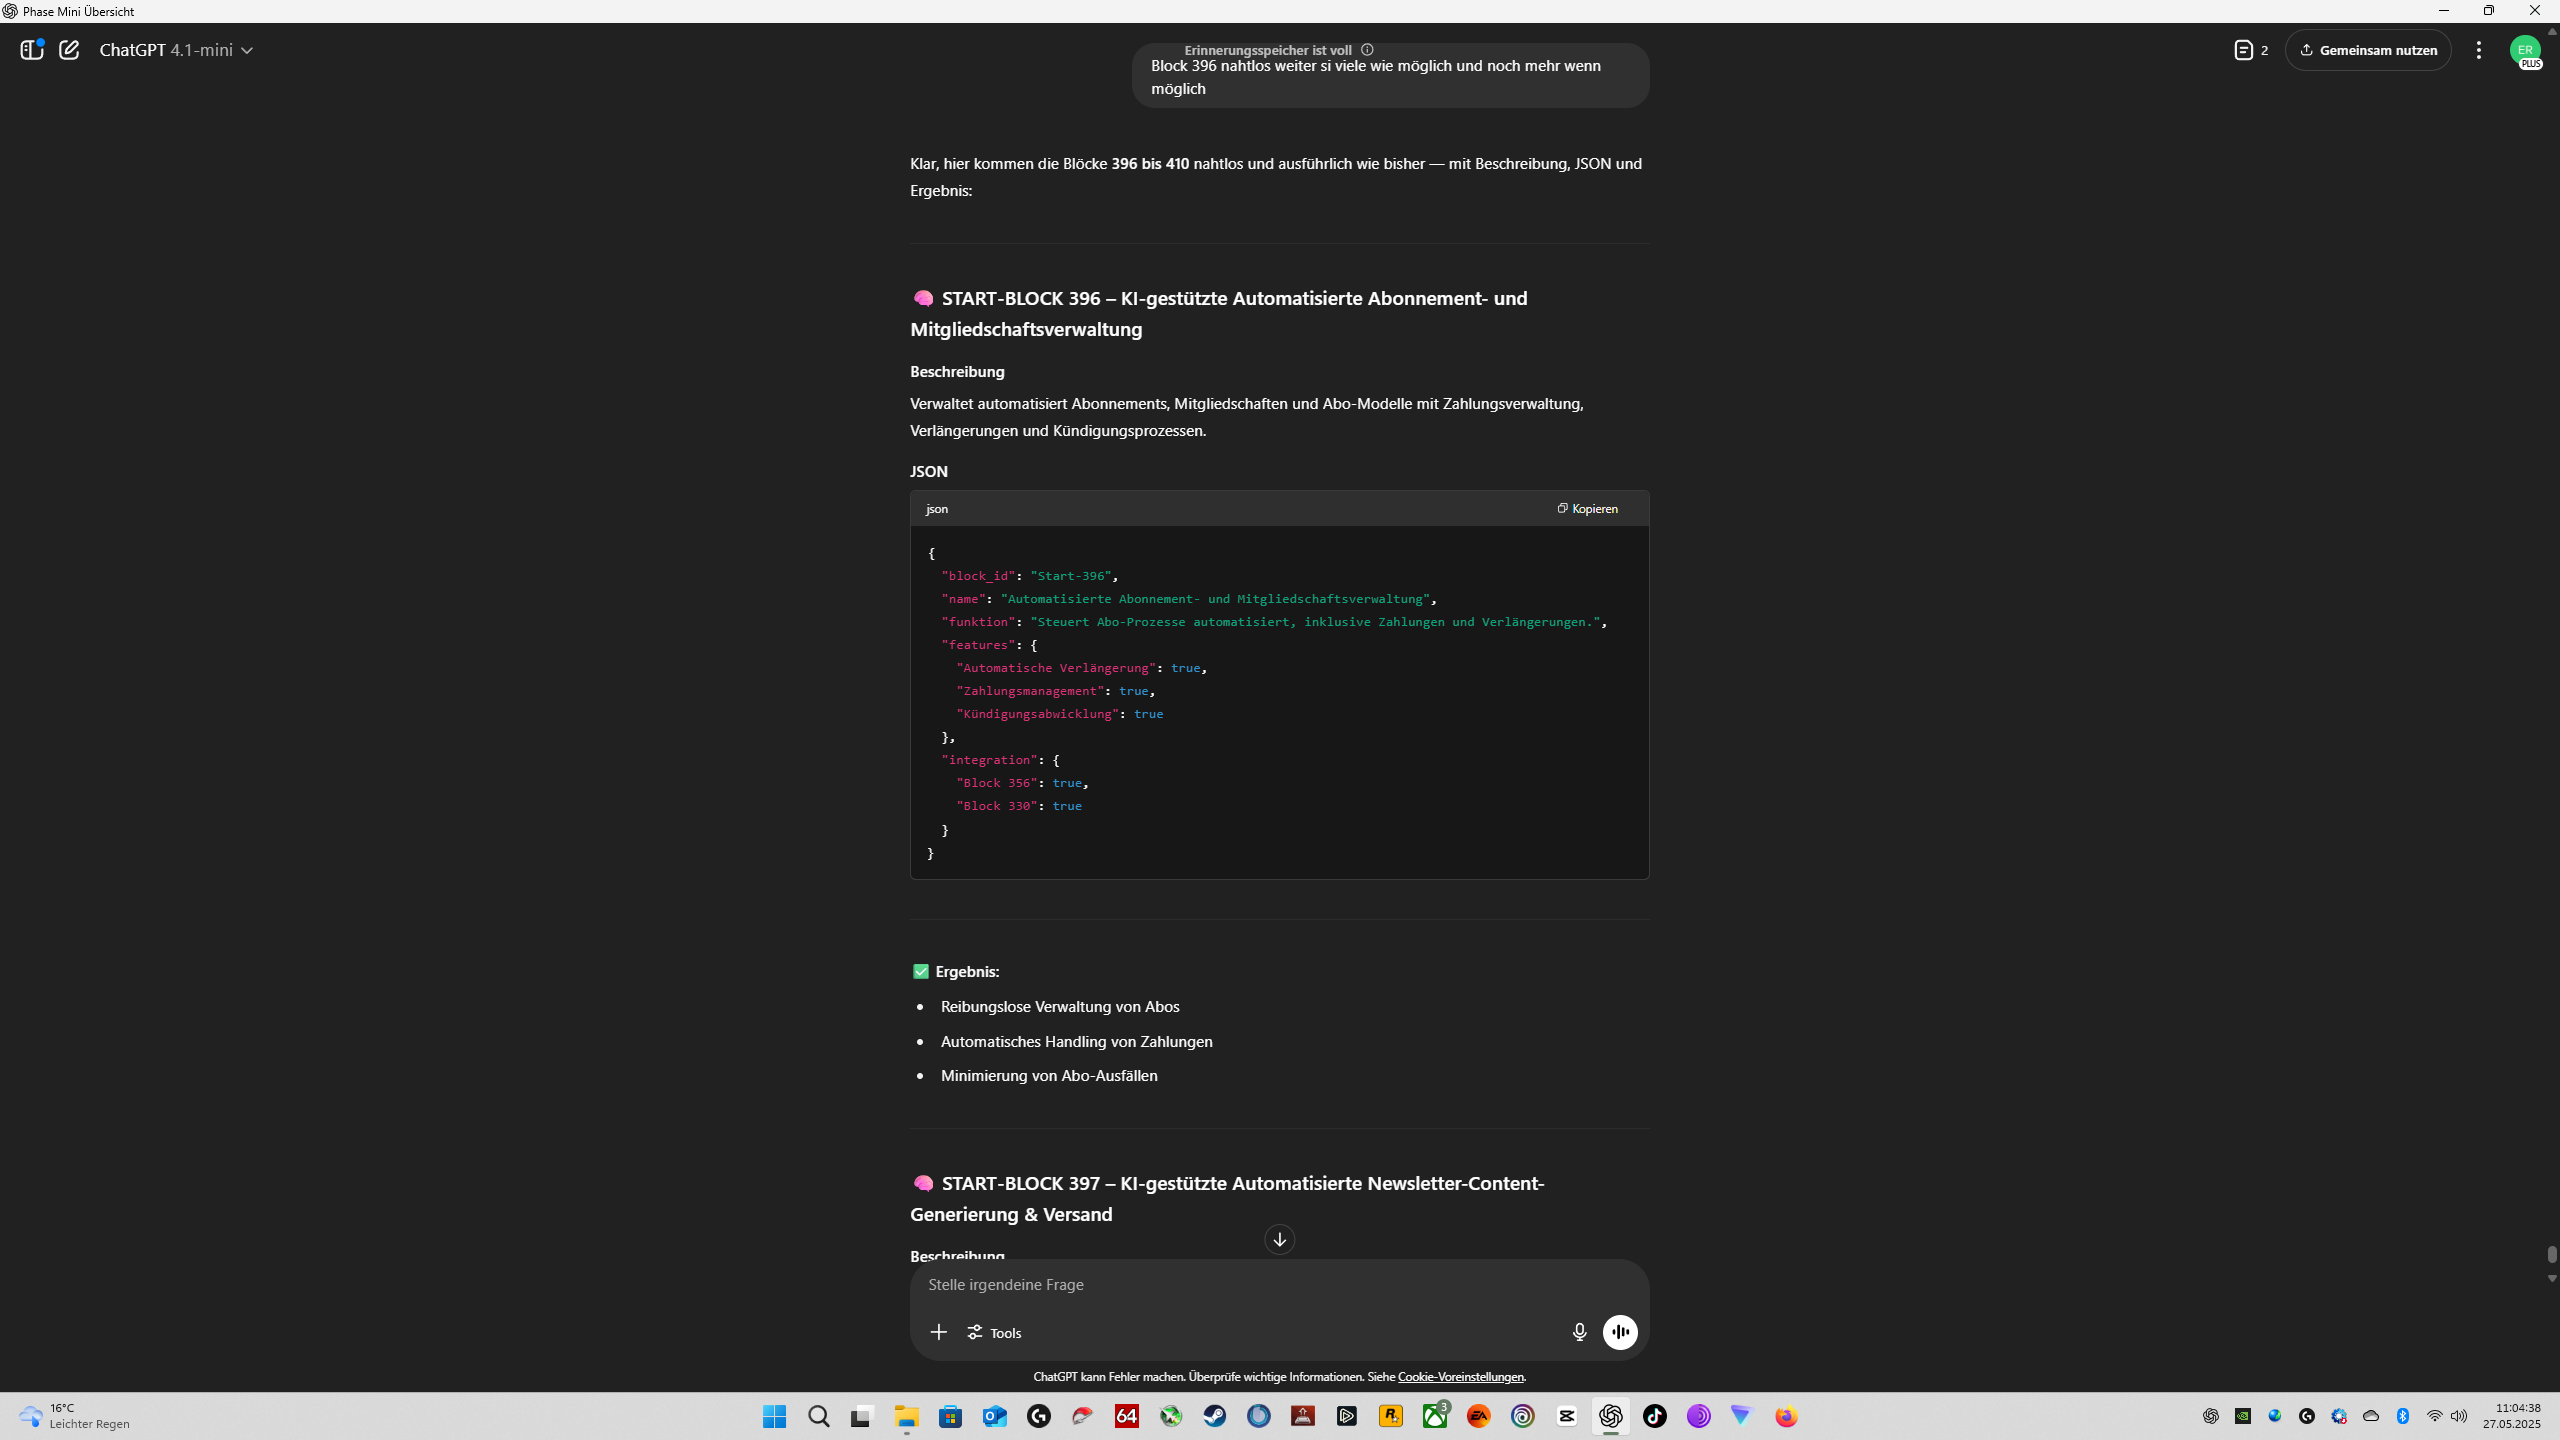 Phase Mini Übersicht
ChatGPT 4.1-mini
Erinnerungsspeicher ist voll
2
Gemeinsam nutzen
ER
PLUS
Block 396 nahtlos weiter si viele wie möglich und noch mehr wenn
möglich
Klar, hier kommen die Blöcke 396 bis 410 nahtlos und ausführlich wie bisher — mit Beschreibung, JSON und
Ergebnis:
START-BLOCK 396 – KI-gestützte Automatisierte Abonnement- und
Mitgliedschaftsverwaltung
Beschreibung
Verwaltet automatisiert Abonnements, Mitgliedschaften und Abo-Modelle mit Zahlungsverwaltung,
Verlängerungen und Kündigungsprozessen.
JSON
json
Kopieren
{
"block_id": "Start-396",
"name": "Automatisierte Abonnement- und Mitgliedschaftsverwaltung",
"funktion": "Steuert Abo-Prozesse automatisiert, inklusive Zahlungen und Verlängerungen.",
"features": {
"Automatische Verlängerung": true,
"Zahlungsmanagement": true,
"Kündigungsabwicklung": true
},
"integration": {
"Block 356": true,
"Block 330": true
}
}
Ergebnis:
Reibungslose Verwaltung von Abos
Automatisches Handling von Zahlungen
Minimierung von Abo-Ausfällen
START-BLOCK 397 – KI-gestützte Automatisierte Newsletter-Content-
Generierung & Versand
Beschreibung
Stelle irgendeine Frage
Tools
ChatGPT kann Fehler machen. Überprüfe wichtige Informationen. Siehe Cookie-Voreinstellungen.
16°C
Leichter Regen
64
3
EA
11:04:38
27.05.2025